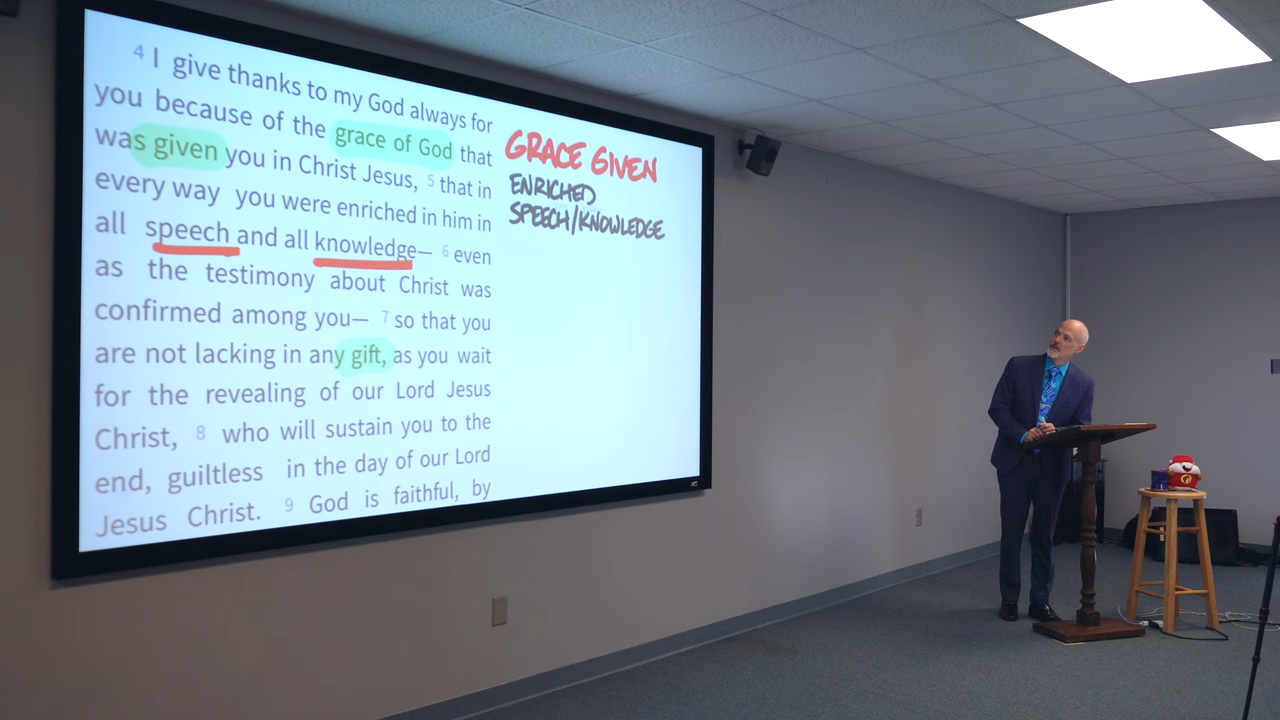 4 I give thanks to my God always for
you because of the grace of God that
was given you in Christ Jesus, 5 that in
every way you were enriched in him in
all speech and all knowledge— 6 even
as the testimony about Christ was
confirmed among you— 7 so that you
are not lacking in any gift, as you wait
for the revealing of our Lord Jesus
Christ, 8 who will sustain you to the
end, guiltless in the day of our Lord
Jesus Christ. 9 God is faithful, by
GRACE GIVEN
ENRICHED
SPEECH/KNOWLEDGE